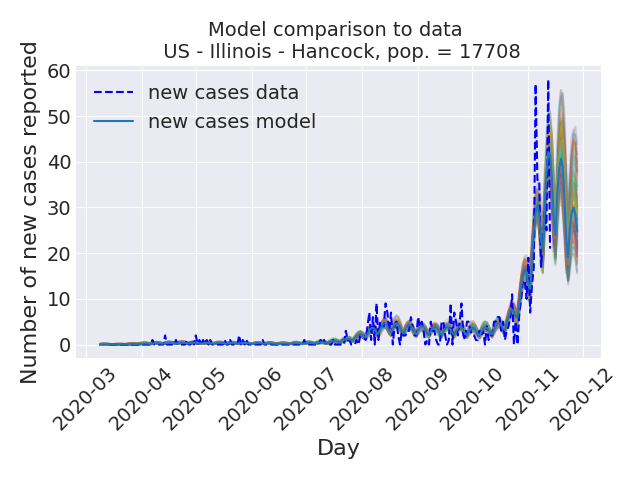 Model comparison to data
US - Illinois - Hancock, pop. = 17708
Number of new cases reported
60
50
40
30
20
10
0
new cases data
new cases model
2020-03
2020-04
2020-05
2020-06
2020-07
2020-08
2020-09
2020-10
2020-11
2020-12
Day